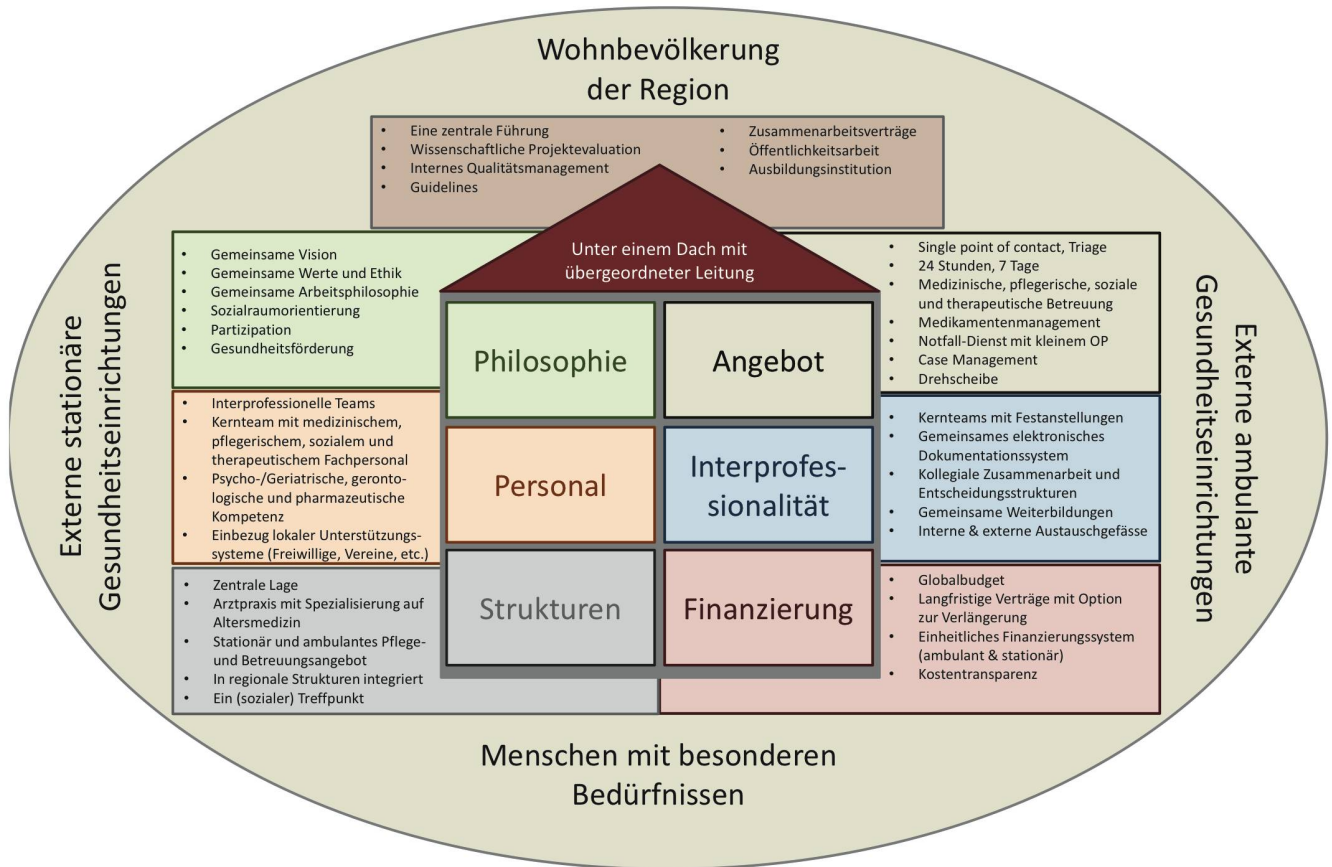 Wohnbevölkerung
der Region
• Eine zentrale Führung
• Wissenschaftliche Projektevaluation
• Internes Qualitätsmanagement
• Guidelines
• Zusammenarbeitsverträge
• Öffentlichkeitsarbeit
• Ausbildungsinstitution
Unter einem Dach mit
übergeordneter Leitung
• Gemeinsame Vision
• Gemeinsame Werte und Ethik
• Gemeinsame Arbeitsphilosophie
• Sozialraumorientierung
• Partizipation
• Gesundheitsförderung
Philosophie
Angebot
• Single point of contact, Triage
• 24 Stunden, 7 Tage
• Medizinische, pflegerische, soziale
und therapeutische Betreuung
• Medikamentenmanagement
• Notfall-Dienst mit kleinem OP
• Case Management
• Drehscheibe
Externe stationäre
Gesundheitseinrichtungen
• Interprofessionelle Teams
• Kernteam mit medizinischem,
pflegerischem, sozialem und
therapeutischem Fachpersonal
• Psycho-/Geriatrische, geronto-
logische und pharmazeutische
Kompetenz
• Einbezug lokaler Unterstützungs-
systeme (Freiwillige, Vereine, etc.)
Personal
Interprofes-
sionalität
• Kernteams mit Festanstellungen
• Gemeinsames elektronisches
Dokumentationssystem
• Kollegiale Zusammenarbeit und
Entscheidungsstrukturen
• Gemeinsame Weiterbildungen
• Interne & externe Austauschgefässe
Externe ambulante
Gesundheitseinrichtungen
• Zentrale Lage
• Arztpraxis mit Spezialisierung auf
Altersmedizin
• Stationär und ambulantes Pflege-
und Betreuungsangebot
• In regionale Strukturen integriert
• Ein (sozialer) Treffpunkt
Strukturen
Finanzierung
• Globalbudget
• Langfristige Verträge mit Option
zur Verlängerung
• Einheitliches Finanzierungssystem
(ambulant & stationär)
• Kostentransparenz
Menschen mit besonderen
Bedürfnissen